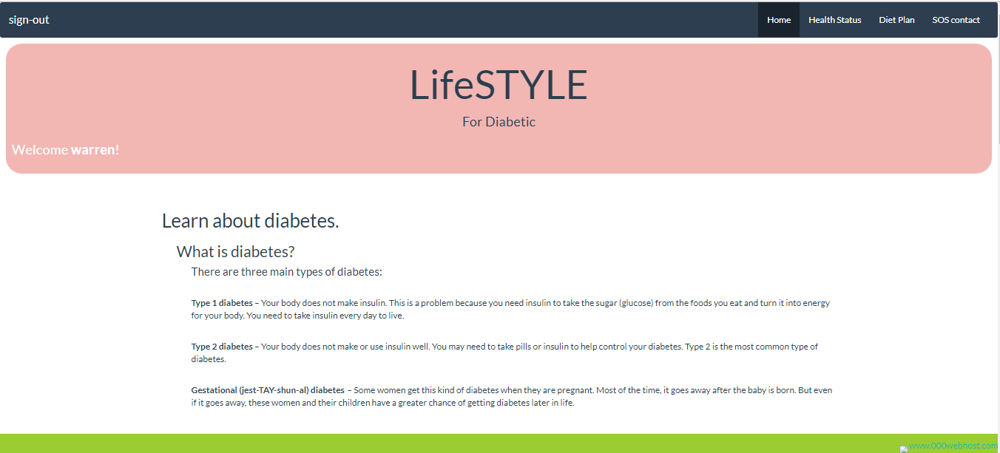 sign-out
Home Health Status Diet Plan SOS contact
LifeSTYLE
For Diabetic
Welcome warren!
Learn about diabetes.
What is diabetes?
There are three main types of diabetes:
Type 1 diabetes – Your body does not make insulin. This is a problem because you need insulin to take the sugar (glucose) from the foods you eat and turn it into energy
for your body. You need to take insulin every day to live.
Type 2 diabetes – Your body does not make or use insulin well. You may need to take pills or insulin to help control your diabetes. Type 2 is the most common type of
diabetes.
Gestational (jest-TAY-shun-al) diabetes – Some women get this kind of diabetes when they are pregnant. Most of the time, it goes away after the baby is born. But even
if it goes away, these women and their children have a greater chance of getting diabetes later in life.
www.000webhost.com